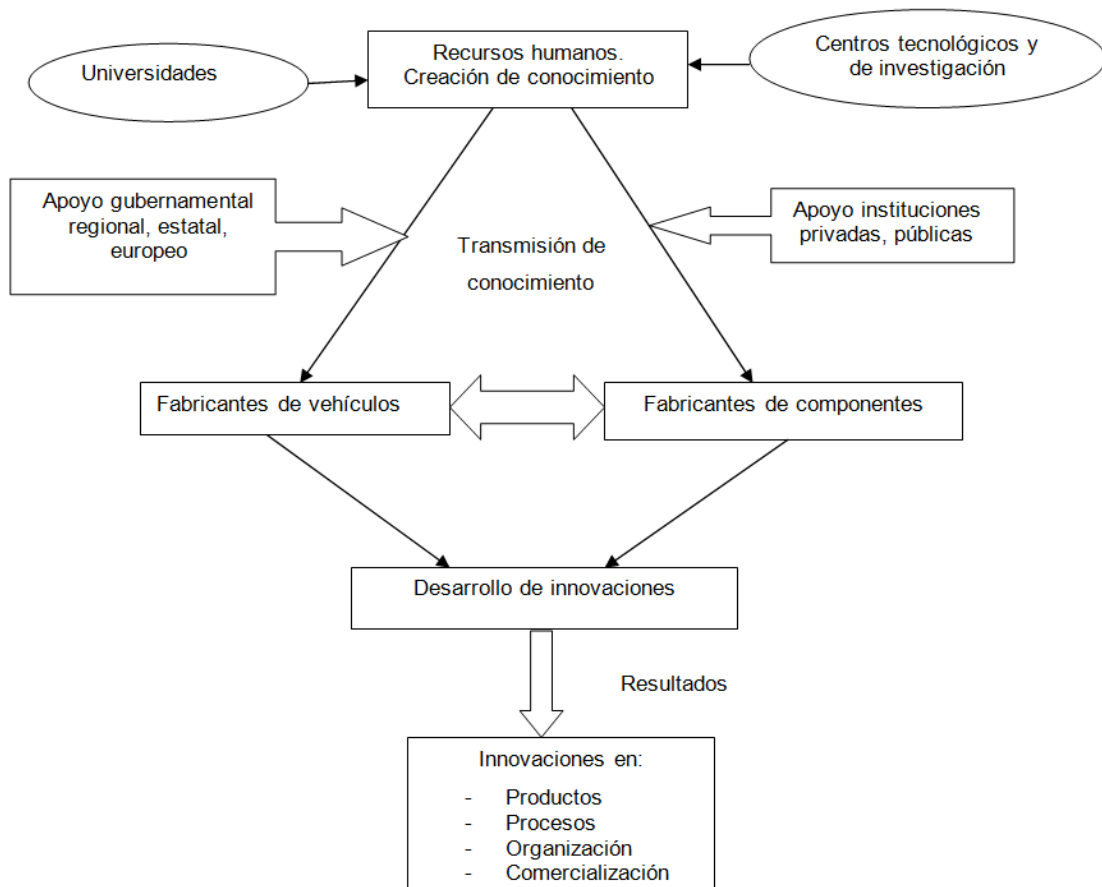 Universidades
Recursos humanos.
Creación de conocimiento
Centros tecnológicos y
de investigación
Apoyo gubernamental
regional, estatal,
europeo
Transmisión de
conocimiento
Apoyo instituciones
privadas, públicas
Fabricantes de vehículos
Fabricantes de componentes
Desarrollo de innovaciones
Resultados
Innovaciones en:
- Productos
- Procesos
- Organización
- Comercialización